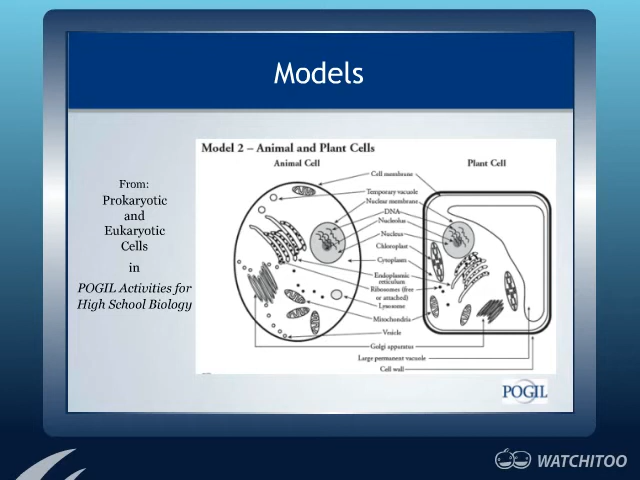 Models
From:
Prokaryotic
and
Eukaryotic
Cells
in
POGIL Activities for
High School Biology
Model 2 – Animal and Plant Cells
Animal Cell
Plant Cell
Cell membrane
Temporary vacuole
Nuclear membrane
DNA
Nucleolus
Nucleus
Chloroplast
Cytoplasm
Endoplasmic
reticulum
Ribosomes (free
or attached)
Lysosome
Mitochondria
Vesicle
Golgi apparatus
Large permanent vacuole
Cell wall
POGIL
WATCHITOO